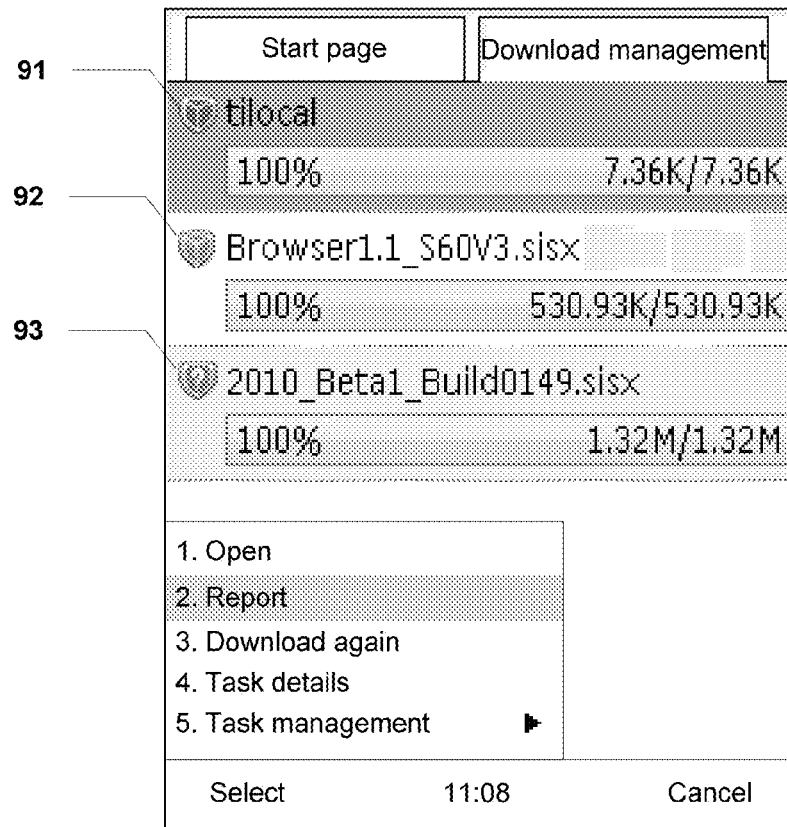 Start page Download management
91
tilocal
100% 7.36K/7.36K
92
Browser1.1_S60V3.sisx
100% 530.93K/530.93K
93
2010_Beta1_Build0149.sisx
100% 1.32M/1.32M
1. Open
2. Report
3. Download again
4. Task details
5. Task management
Select 11:08 Cancel